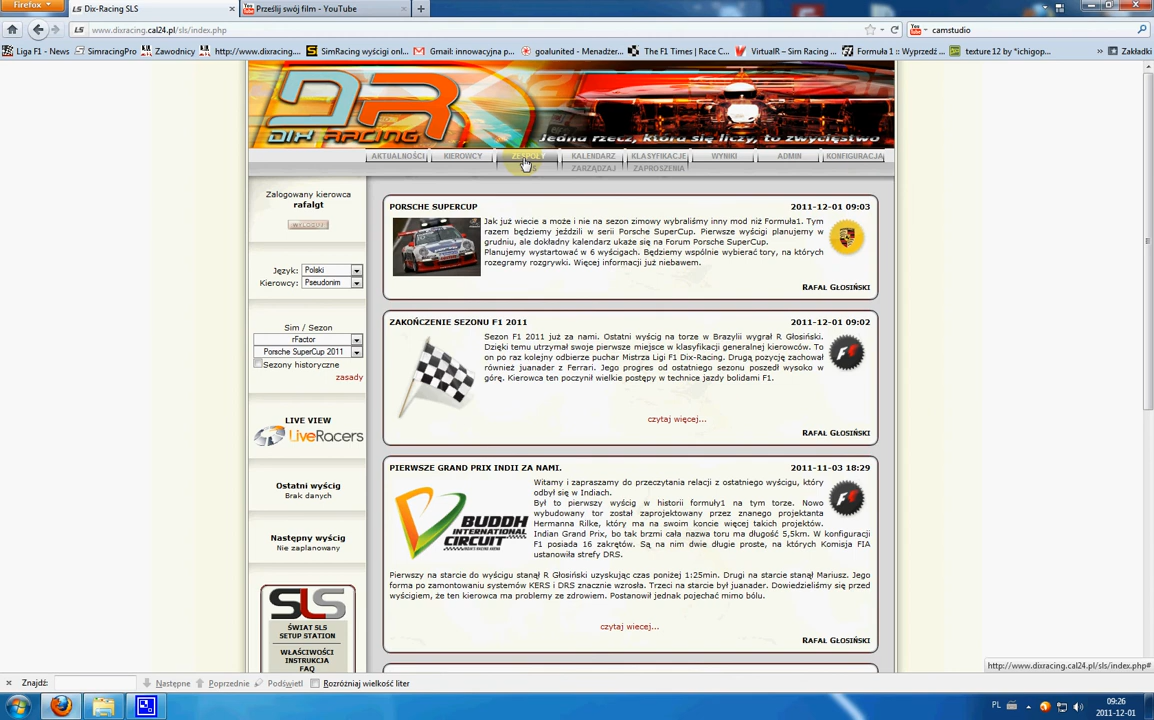 Firefox
Dix-Racing SLS
Prześlij swój film - YouTube
www.dixracing.cal24.pl/sls/index.php
camstudio
Liga F1 - News
SimracingPro
Zawodnicy
http://www.dixracing....
SimRacing wyścigi onl...
Gmail: innowacyjna p...
goalunited - Menadżer...
The F1 Times | Race C...
VirtualR – Sim Racing ...
Formuła 1 :: Wyprzedź ...
texture 12 by *ichigop...
Zakładki
DR
DIX RACING
jedna rzecz, która się liczy, to zwycięstwo
AKTUALNOŚCI
KIEROWCY
ZESPOŁY
KALENDARZ
KLASYFIKACJE
WYNIKI
ADMIN
KONFIGURACJA
ZARZĄDZAJ
ZAPROSZENIA
Zalogowany kierowca
rafalgt
WYLOGUJ
Język: Polski
Kierowcy: Pseudonim
Sim / Sezon
rFactor
Porsche SuperCup 2011
Sezony historyczne
zasady
LIVE VIEW
LiveRacers
Ostatni wyścig
Brak danych
Następny wyścig
Nie zaplanowany
SLS
ŚWIAT SLS
SETUP STATION
WŁAŚCIWOŚCI
INSTRUKCJA
FAQ
PORSCHE SUPERCUP
2011-12-01 09:03
Jak już wiecie a może i nie na sezon zimowy wybraliśmy inny mod niż Formuła1. Tym
razem będziemy jeździli w serii Porsche SuperCup. Pierwsze wyścigi planujemy w
grudniu, ale dokładny kalendarz ukaże się na Forum Porsche SuperCup.
Planujemy wystartować w 6 wyścigach. Będziemy wspólnie wybierać tory, na których
rozegramy rozgrywki. Więcej informacji już niebawem.
RAFAŁ GŁOSIŃSKI
ZAKOŃCZENIE SEZONU F1 2011
2011-12-01 09:02
Sezon F1 2011 już za nami. Ostatni wyścig na torze w Brazylii wygrał R Głosiński.
Dzięki temu utrzymał swoje pierwsze miejsce w klasyfikacji generalnej kierowców. To
on po raz kolejny odbierze puchar Mistrza Ligi F1 Dix-Racing. Drugą pozycję zachował
również juanader z Ferrari. Jego progres od ostatniego sezonu poszedł wysoko w
górę. Kierowca ten poczynił wielkie postępy w technice jazdy bolidami F1.
czytaj więcej...
RAFAŁ GŁOSIŃSKI
PIERWSZE GRAND PRIX INDII ZA NAMI.
2011-11-03 18:29
BUDDH
INTERNATIONAL
CIRCUIT
Witamy i zapraszamy do przeczytania relacji z ostatniego wyścigu, który
odbył się w Indiach.
Był to pierwszy wyścig w historii formuły1 na tym torze. Nowo
wybudowany tor został zaprojektowany przez znanego projektanta
Hermanna Rilke, który ma na swoim koncie więcej takich projektów.
Indian Grand Prix, bo tak brzmi cała nazwa toru ma długość 5,5km. W konfiguracji
F1 posiada 16 zakrętów. Są na nim dwie długie proste, na których Komisja FIA
ustanowiła strefy DRS.
Pierwszy na starcie do wyścigu stanął R Głosiński uzyskując czas poniżej 1:25min. Drugi na starcie stanął Mariusz. Jego
forma po zamontowaniu systemów KERS i DRS znacznie wzrosła. Trzeci na starcie był juanader. Dowiedzieliśmy się przed
wyścigiem, że ten kierowca ma problemy ze zdrowiem. Postanowił jednak pojechać mimo bólu.
czytaj wiecej...
RAFAŁ GŁOSIŃSKI
http://www.dixracing.cal24.pl/sls/index.php#
Znajdź:
Następne
Poprzednie
Podświetl
Rozróżniaj wielkość liter
PL
09:26
2011-12-01